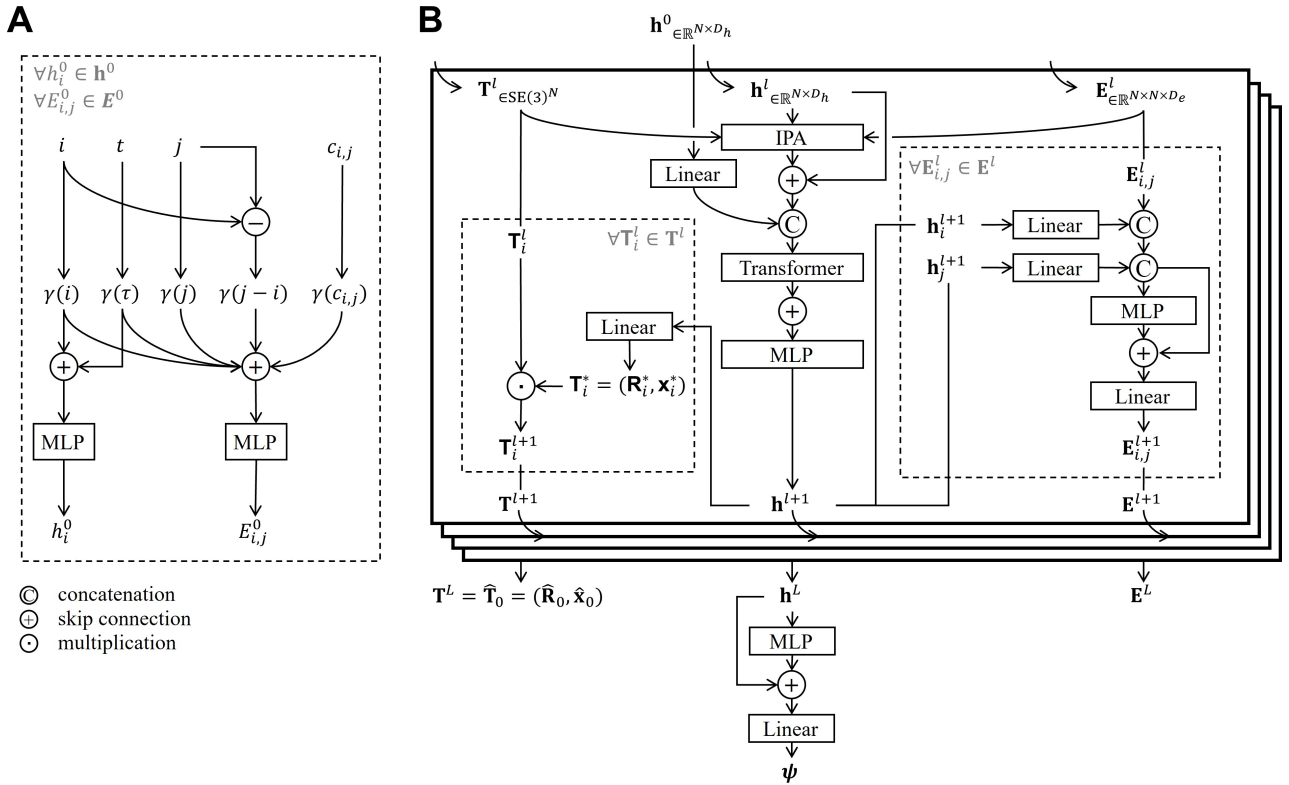 A
∀h_i^0 ∈ h^0
∀E_{i,j}^0 ∈ E^0
i t j c_{i,j}
−
γ(i) γ(τ) γ(j) γ(j − i) γ(c_{i,j})
+ +
MLP MLP
h_i^0 E_{i,j}^0
C concatenation
+ skip connection
· multiplication
B
h^0 ∈ℝ^{N×D_h}
T^l ∈SE(3)^N h^l ∈ℝ^{N×D_h} E^l ∈ℝ^{N×N×D_e}
IPA
Linear
+
C
Transformer
+
MLP
h^{l+1}
∀T_i^l ∈ T^l
T_i^l
Linear
· T_i^* = (R_i^*, x_i^*)
T_i^{l+1}
T^{l+1}
∀E_{i,j}^l ∈ E^l
E_{i,j}^l
h_i^{l+1} Linear C
h_j^{l+1} Linear C
MLP
+
Linear
E_{i,j}^{l+1}
E^{l+1}
T^L = T̂_0 = (R̂_0, x̂_0) h^L E^L
MLP
+
Linear
ψ